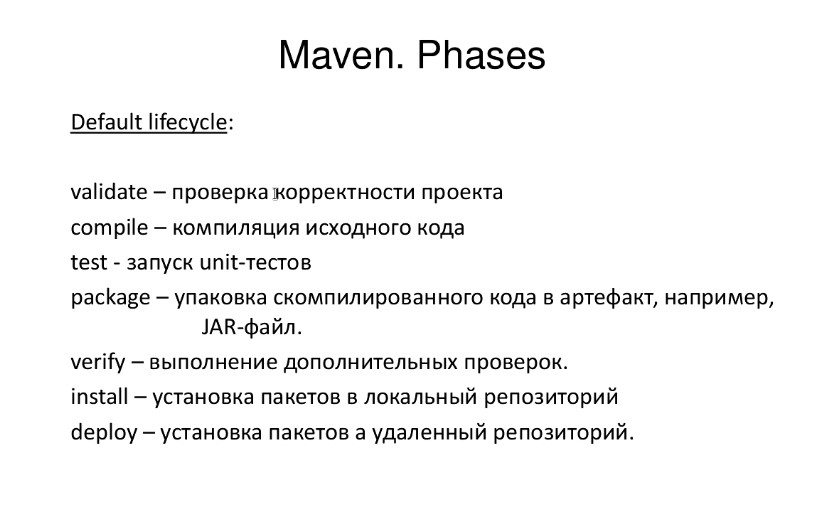 Maven. Phases
Default lifecycle:
validate – проверка корректности проекта
compile – компиляция исходного кода
test - запуск unit-тестов
package – упаковка скомпилированного кода в артефакт, например,
JAR-файл.
verify – выполнение дополнительных проверок.
install – установка пакетов в локальный репозиторий
deploy – установка пакетов а удаленный репозиторий.